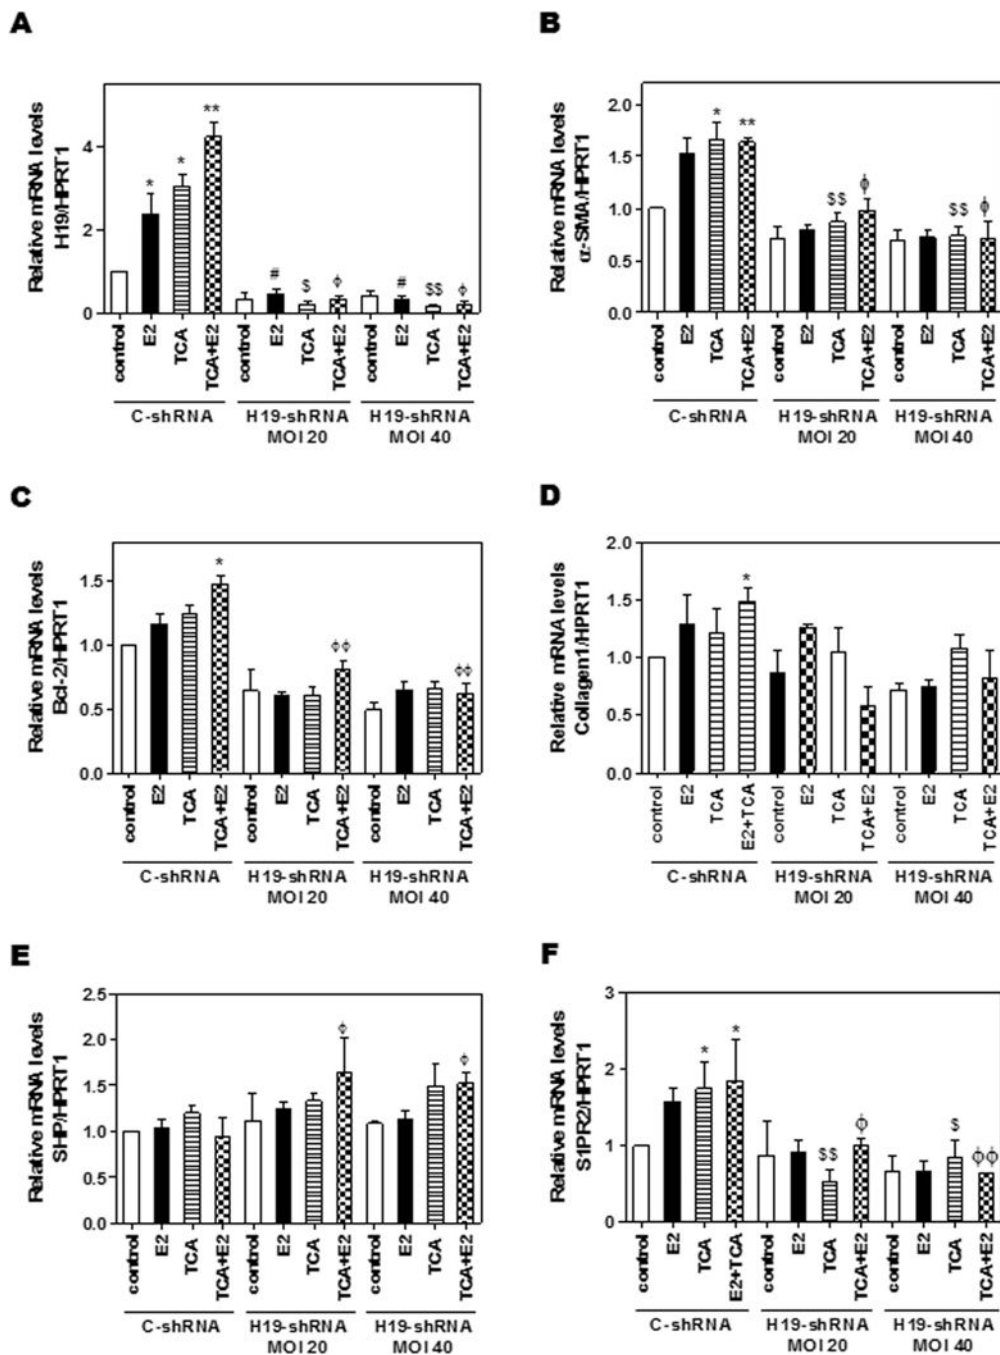 A
Relative mRNA levels
H19/HPRT1
4
2
0
*
*
**
#
$
ϕ
#
$$
ϕ
control
E2
TCA
TCA+E2
control
E2
TCA
TCA+E2
control
E2
TCA
TCA+E2
C-shRNA
H19-shRNA
MOI 20
H19-shRNA
MOI 40
B
Relative mRNA levels
α-SMA/HPRT1
2.0
1.5
1.0
0.5
0.0
*
**
$$
ϕ
$$
ϕ
control
E2
TCA
TCA+E2
control
E2
TCA
TCA+E2
control
E2
TCA
TCA+E2
C-shRNA
H19-shRNA
MOI 20
H19-shRNA
MOI 40
C
Relative mRNA levels
Bcl-2/HPRT1
1.5
1.0
0.5
0.0
*
ϕϕ
ϕϕ
control
E2
TCA
TCA+E2
control
E2
TCA
TCA+E2
control
E2
TCA
TCA+E2
C-shRNA
H19-shRNA
MOI 20
H19-shRNA
MOI 40
D
Relative mRNA levels
Collagen1/HPRT1
2.0
1.5
1.0
0.5
0.0
*
control
E2
TCA
E2+TCA
control
E2
TCA
TCA+E2
control
E2
TCA
TCA+E2
C-shRNA
H19-shRNA
MOI 20
H19-shRNA
MOI 40
E
Relative mRNA levels
SHP/HPRT1
2.5
2.0
1.5
1.0
0.5
0.0
ϕ
ϕ
control
E2
TCA
TCA+E2
control
E2
TCA
TCA+E2
control
E2
TCA
TCA+E2
C-shRNA
H19-shRNA
MOI 20
H19-shRNA
MOI 40
F
Relative mRNA levels
S1PR2/HPRT1
3
2
1
0
*
*
$$
ϕ
$
ϕϕ
control
E2
TCA
E2+TCA
control
E2
TCA
TCA+E2
control
E2
TCA
TCA+E2
C-shRNA
H19-shRNA
MOI 20
H19-shRNA
MOI 40